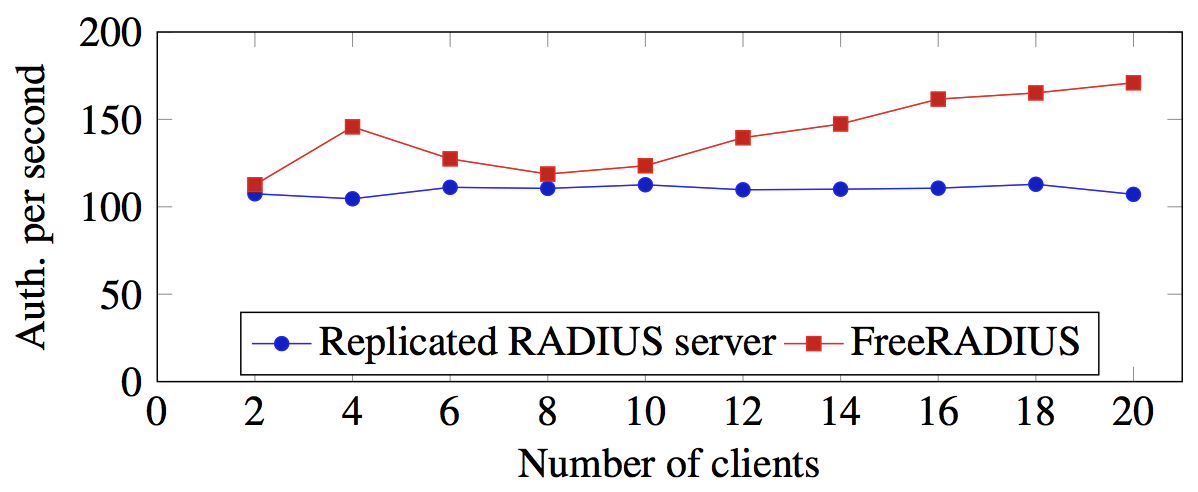 200
150
100
50
0
Auth. per second
Replicated RADIUS server FreeRADIUS
0 2 4 6 8 10 12 14 16 18 20
Number of clients